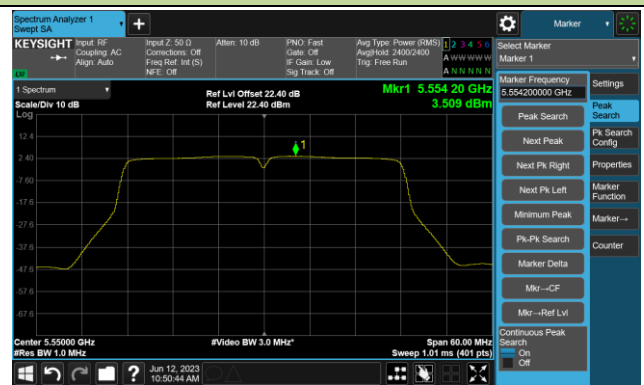 Spectrum Analyzer 1
Swept SA
+
Marker
KEYSIGHT
Input: RF
Coupling: AC
Align: Auto
Input Z: 50 Ω
Corrections: Off
Freq Ref: Int (S)
NFE: Off
Atten: 10 dB
PNO: Fast
Gate: Off
IF Gain: Low
Sig Track: Off
Avg Type: Power (RMS)
Avg|Hold: 2400/2400
Trig: Free Run
1 2 3 4 5 6
A W W W W W
A N N N N N
LW
Select Marker
Marker 1
Marker Frequency
5.554200000 GHz
Settings
Peak Search
Next Peak
Next Pk Right
Next Pk Left
Minimum Peak
Pk-Pk Search
Marker Delta
Mkr→CF
Mkr→Ref Lvl
Continuous Peak
Search
On
Off
Peak
Search
Pk Search
Config
Properties
Marker
Function
Marker→
Counter
1 Spectrum
Scale/Div 10 dB
Log
Ref Lvl Offset 22.40 dB
Ref Level 22.40 dBm
Mkr1 5.554 20 GHz
3.509 dBm
1
12.4
2.40
-7.60
-17.6
-27.6
-37.6
-47.6
-57.6
-67.6
Center 5.55000 GHz
#Res BW 1.0 MHz
#Video BW 3.0 MHz*
Span 60.00 MHz
Sweep 1.01 ms (401 pts)
?
Jun 12, 2023
10:50:44 AM